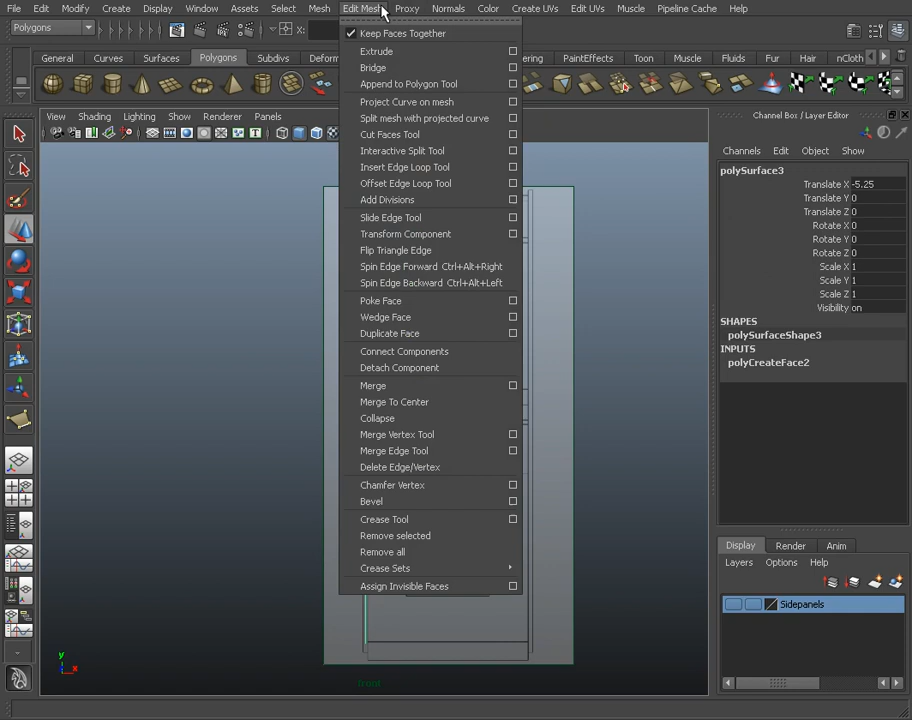 File Edit Modify Create Display Window Assets Select Mesh Edit Mesh Proxy Normals Color Create UVs Edit UVs Muscle Pipeline Cache Help
Polygons
X:
General Curves Surfaces Polygons Subdivs PaintEffects Toon Muscle Fluids Fur Hair nCloth
View Shading Lighting Show Renderer Panels
Keep Faces Together
Extrude
Bridge
Append to Polygon Tool
Project Curve on mesh
Split mesh with projected curve
Cut Faces Tool
Interactive Split Tool
Insert Edge Loop Tool
Offset Edge Loop Tool
Add Divisions
Slide Edge Tool
Transform Component
Flip Triangle Edge
Spin Edge Forward Ctrl+Alt+Right
Spin Edge Backward Ctrl+Alt+Left
Poke Face
Wedge Face
Duplicate Face
Connect Components
Detach Component
Merge
Merge To Center
Collapse
Merge Vertex Tool
Merge Edge Tool
Delete Edge/Vertex
Chamfer Vertex
Bevel
Crease Tool
Remove selected
Remove all
Crease Sets
Assign Invisible Faces
front
y
x
Channel Box / Layer Editor
Channels Edit Object Show
polySurface3
Translate X -5.25
Translate Y 0
Translate Z 0
Rotate X 0
Rotate Y 0
Rotate Z 0
Scale X 1
Scale Y 1
Scale Z 1
Visibility on
SHAPES
polySurfaceShape3
INPUTS
polyCreateFace2
Display Render Anim
Layers Options Help
Sidepanels